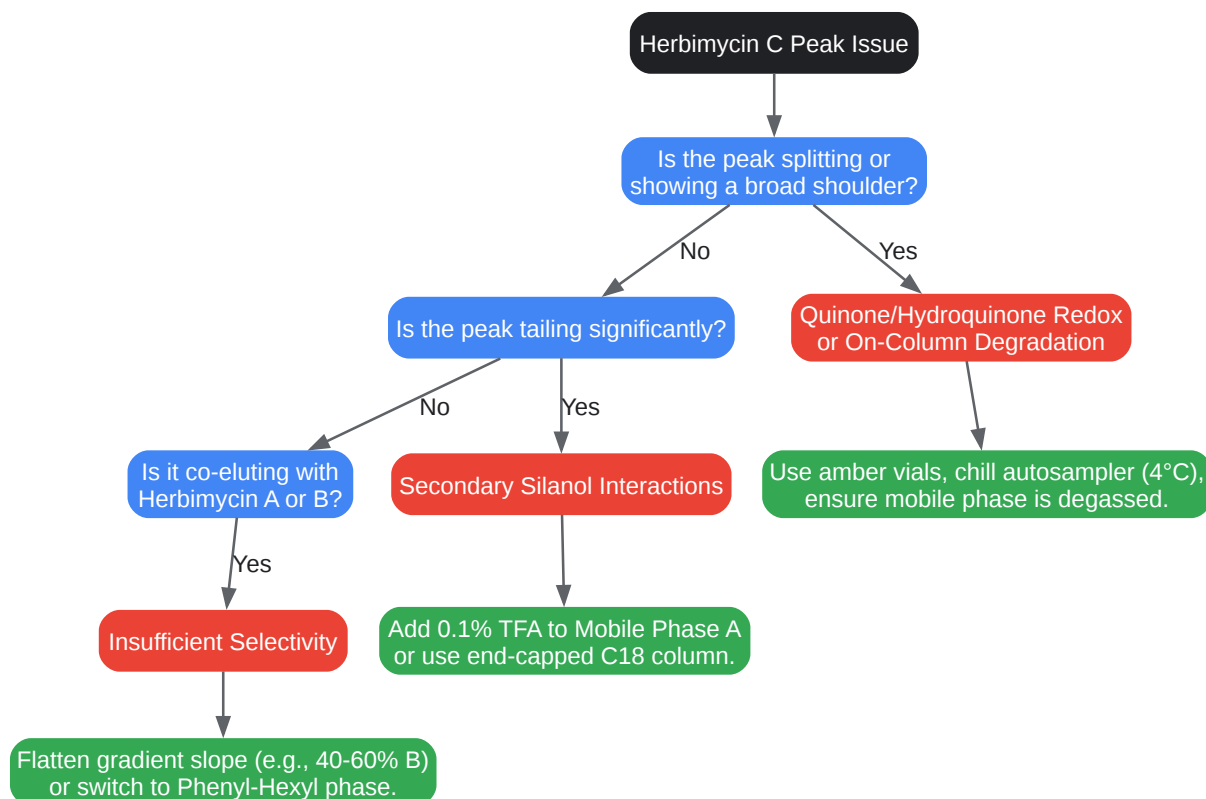 Herbimycin C Peak Issue
Is the peak splitting or
showing a broad shoulder?
No
Yes
Is the peak tailing significantly?
Quinone/Hydroquinone Redox
or On-Column Degradation
No
Yes
Is it co-eluting with
Herbimycin A or B?
Secondary Silanol Interactions
Use amber vials, chill autosampler (4°C),
ensure mobile phase is degassed.
Yes
Insufficient Selectivity
Add 0.1% TFA to Mobile Phase A
or use end-capped C18 column.
Flatten gradient slope (e.g., 40-60% B)
or switch to Phenyl-Hexyl phase.